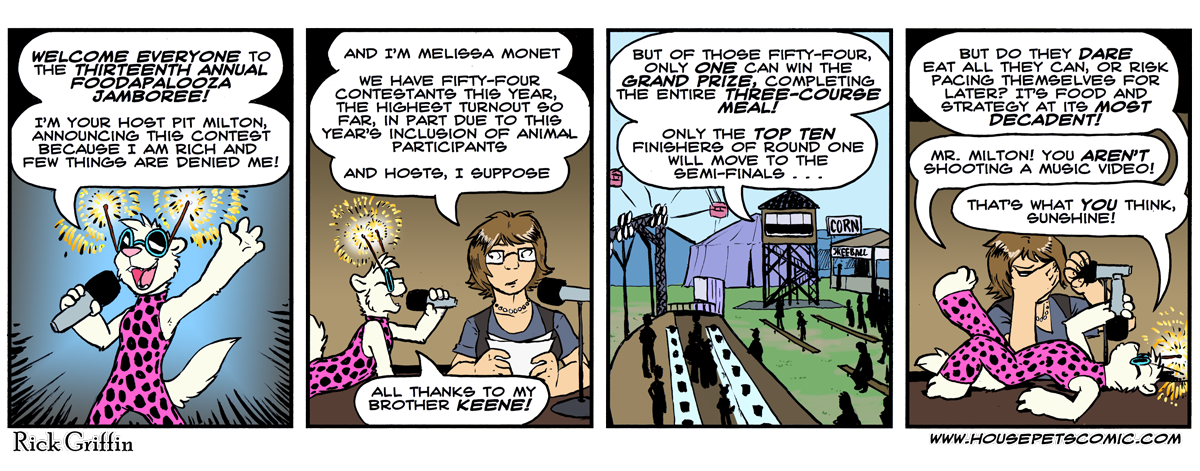 WELCOME EVERYONE TO
THE THIRTEENTH ANNUAL
FOODAPALOOZA
JAMBOREE!
I'M YOUR HOST PIT MILTON,
ANNOUNCING THIS CONTEST
BECAUSE I AM RICH AND
FEW THINGS ARE DENIED ME!
AND I'M MELISSA MONET
WE HAVE FIFTY-FOUR
CONTESTANTS THIS YEAR,
THE HIGHEST TURNOUT SO
FAR, IN PART DUE TO THIS
YEAR'S INCLUSION OF ANIMAL
PARTICIPANTS
AND HOSTS, I SUPPOSE
ALL THANKS TO MY
BROTHER KEENE!
BUT OF THOSE FIFTY-FOUR,
ONLY ONE CAN WIN THE
GRAND PRIZE, COMPLETING
THE ENTIRE THREE-COURSE
MEAL!
ONLY THE TOP TEN
FINISHERS OF ROUND ONE
WILL MOVE TO THE
SEMI-FINALS . . .
CORN
SKEEBALL
BUT DO THEY DARE
EAT ALL THEY CAN, OR RISK
PACING THEMSELVES FOR
LATER? IT'S FOOD AND
STRATEGY AT ITS MOST
DECADENT!
MR. MILTON! YOU AREN'T
SHOOTING A MUSIC VIDEO!
THAT'S WHAT YOU THINK,
SUNSHINE!
Rick Griffin
WWW.HOUSEPETSCOMIC.COM